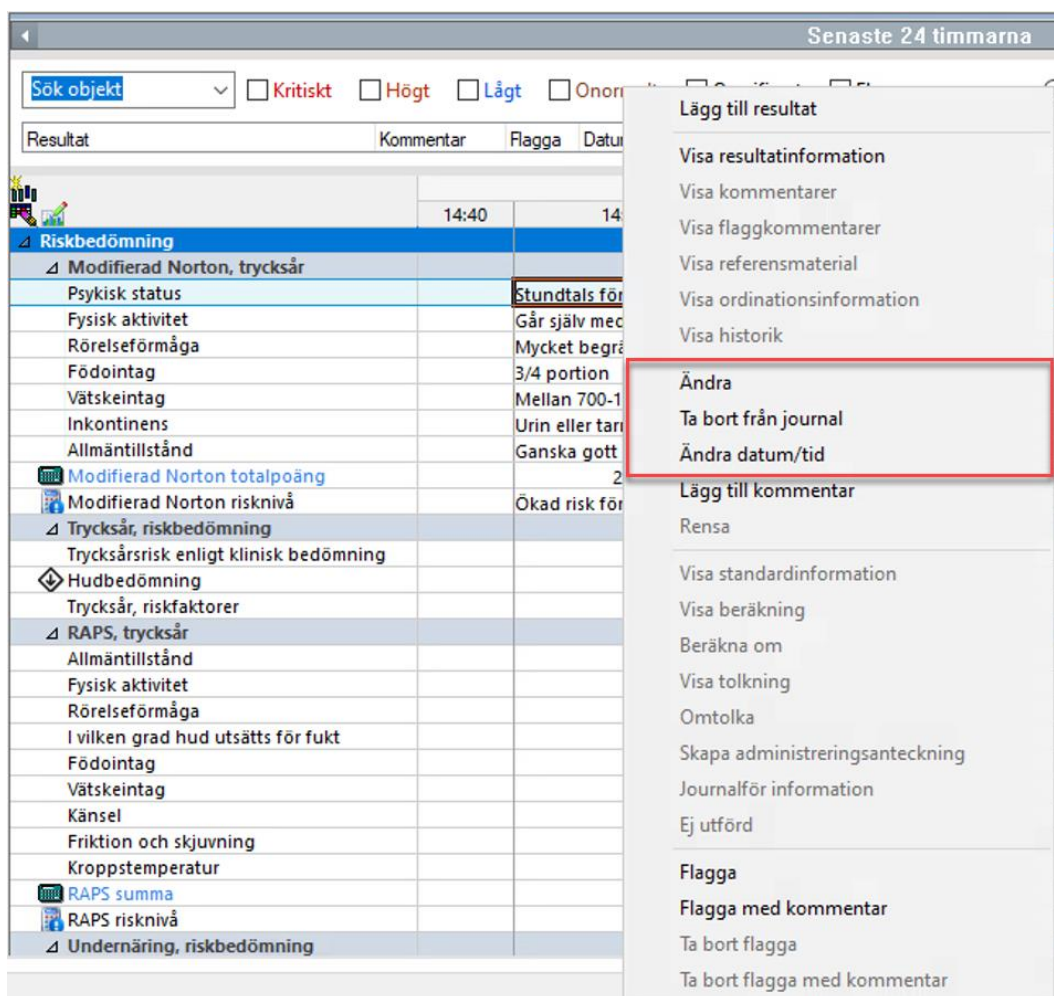 Senaste 24 timmarna
Sök objekt Kritiskt Högt Lågt
Resultat Kommentar Flagga
14:40
Riskbedömning
Modifierad Norton, trycksår
Psykisk status Stundtals
Fysisk aktivitet Går själv
Rörelseförmåga Mycket
Födointag 3/4 portion
Vätskeintag Mellan
Inkontinens Urin eller
Allmäntillstånd Ganska gott
Modifierad Norton totalpoäng
Modifierad Norton risknivå Ökad risk
Trycksår, riskbedömning
Trycksårsrisk enligt klinisk bedömning
Hudbedömning
Trycksår, riskfaktorer
RAPS, trycksår
Allmäntillstånd
Fysisk aktivitet
Rörelseförmåga
I vilken grad hud utsätts för fukt
Födointag
Vätskeintag
Känsel
Friktion och skjuvning
Kroppstemperatur
RAPS summa
RAPS risknivå
Undernäring, riskbedömning
Lägg till resultat
Visa resultatinformation
Visa kommentarer
Visa flaggkommentarer
Visa referensmaterial
Visa ordinationsinformation
Visa historik
Ändra
Ta bort från journal
Ändra datum/tid
Lägg till kommentar
Rensa
Visa standardinformation
Visa beräkning
Beräkna om
Visa tolkning
Omtolka
Skapa administreringsanteckning
Journalför information
Ej utförd
Flagga
Flagga med kommentar
Ta bort flagga
Ta bort flagga med kommentar